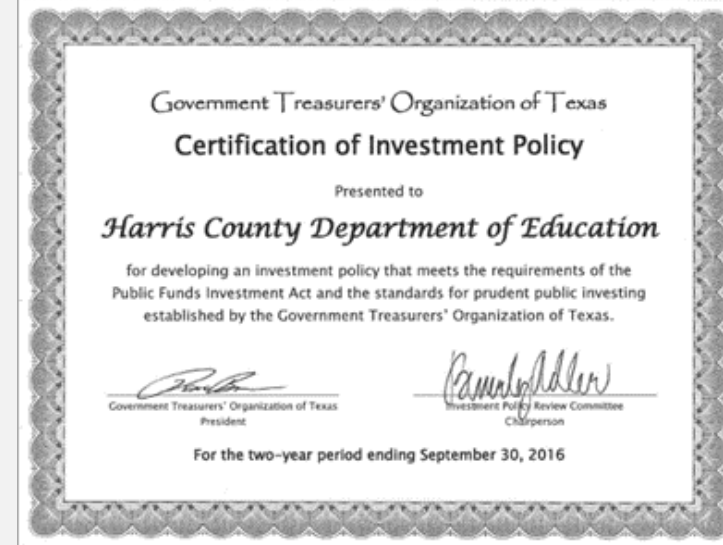 Government Treasurers' Organization of Texas
Certification of Investment Policy
Presented to
Harris County Department of Education
for developing an investment policy that meets the requirements of the
Public Funds Investment Act and the standards for prudent public investing
established by the Government Treasurers' Organization of Texas.
Beverly Adler
Government Treasurers' Organization of Texas
President
Investment Policy Review Committee
Chairperson
For the two-year period ending September 30, 2016